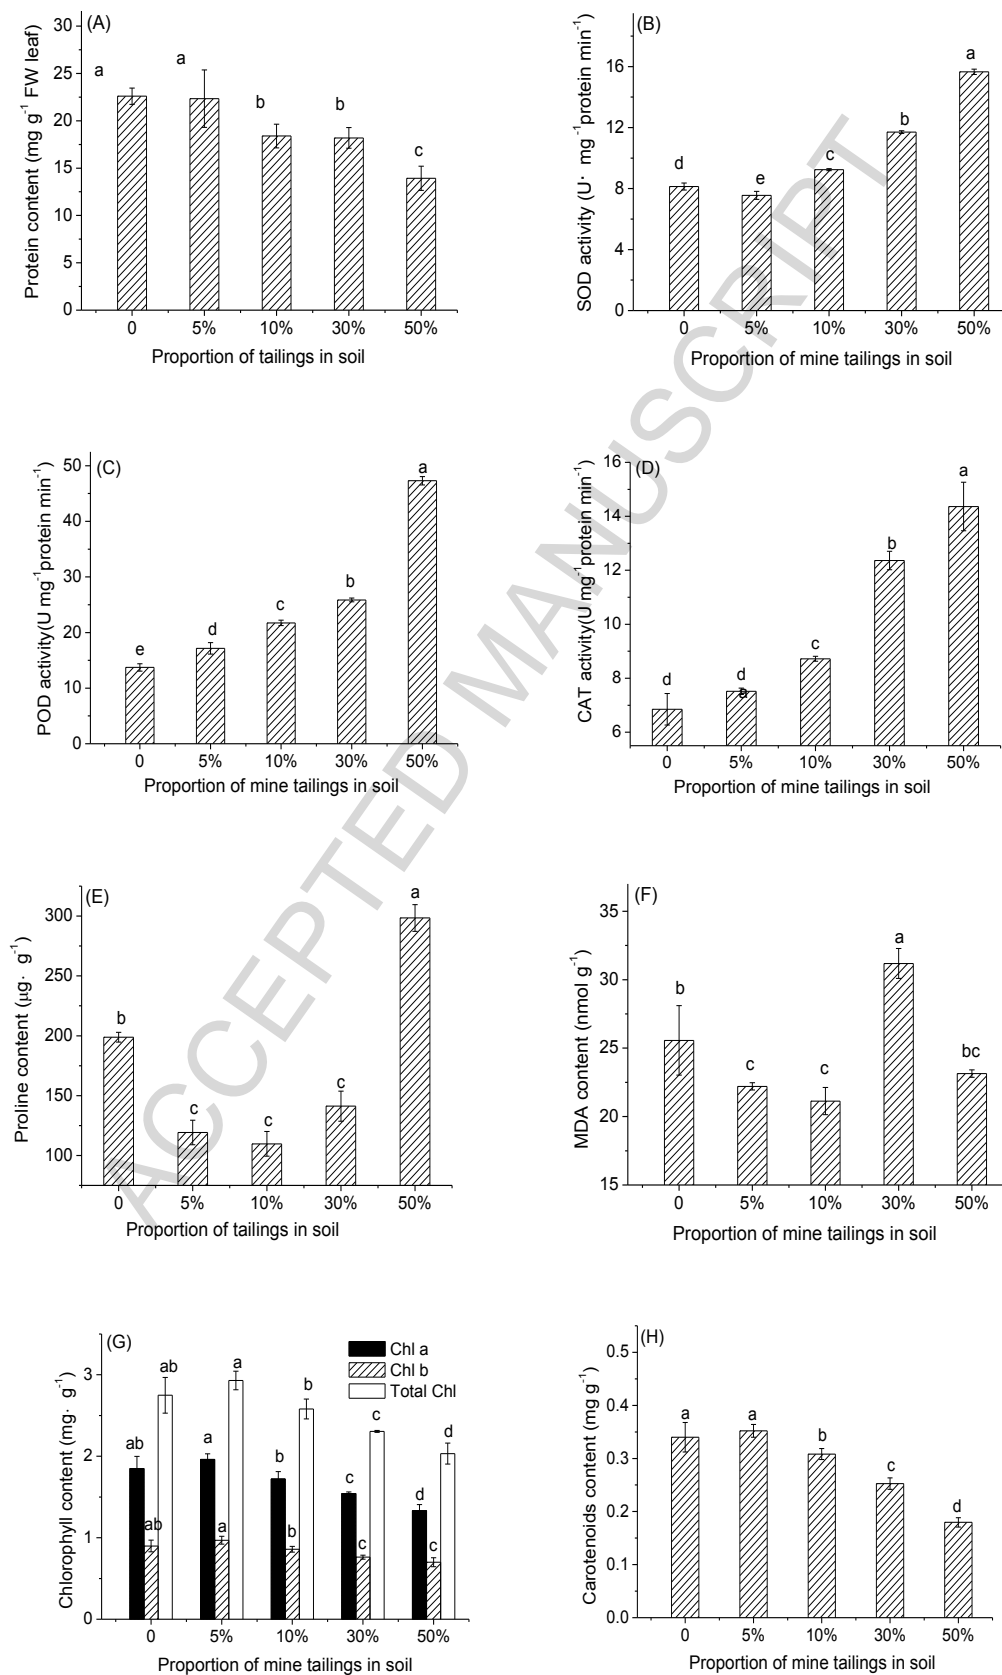 (A)
Protein content (mg g⁻¹ FW leaf)
30
25
20
15
10
5
0
a
a
b
b
c
0 5% 10% 30% 50%
Proportion of tailings in soil
(B)
SOD activity (U· mg⁻¹protein min⁻¹)
16
12
8
4
0
d
e
c
b
a
0 5% 10% 30% 50%
Proportion of mine tailings in soil
(C)
POD activity(U mg⁻¹protein min⁻¹)
50
40
30
20
10
0
e
d
c
b
a
0 5% 10% 30% 50%
Proportion of mine tailings in soil
(D)
CAT activity(U mg⁻¹protein min⁻¹)
16
14
12
10
8
6
d
d
c
b
a
0 5% 10% 30% 50%
Proportion of mine tailings in soil
(E)
Proline content (μg· g⁻¹)
300
250
200
150
100
b
c
c
c
a
0 5% 10% 30% 50%
Proportion of tailings in soil
(F)
MDA content (nmol g⁻¹)
35
30
25
20
15
b
c
c
a
bc
0 5% 10% 30% 50%
Proportion of mine tailings in soil
(G)
Chl a
Chl b
Total Chl
Chlorophyll content (mg· g⁻¹)
3
2
1
0
ab ab ab
a a a
b b b
c c c
d c d
0 5% 10% 30% 50%
Proportion of mine tailings in soil
(H)
Carotenoids content (mg g⁻¹)
0.5
0.4
0.3
0.2
0.1
0.0
a
a
b
c
d
0 5% 10% 30% 50%
Proportion of mine tailings in soil
ACCEPTED MANUSCRIPT